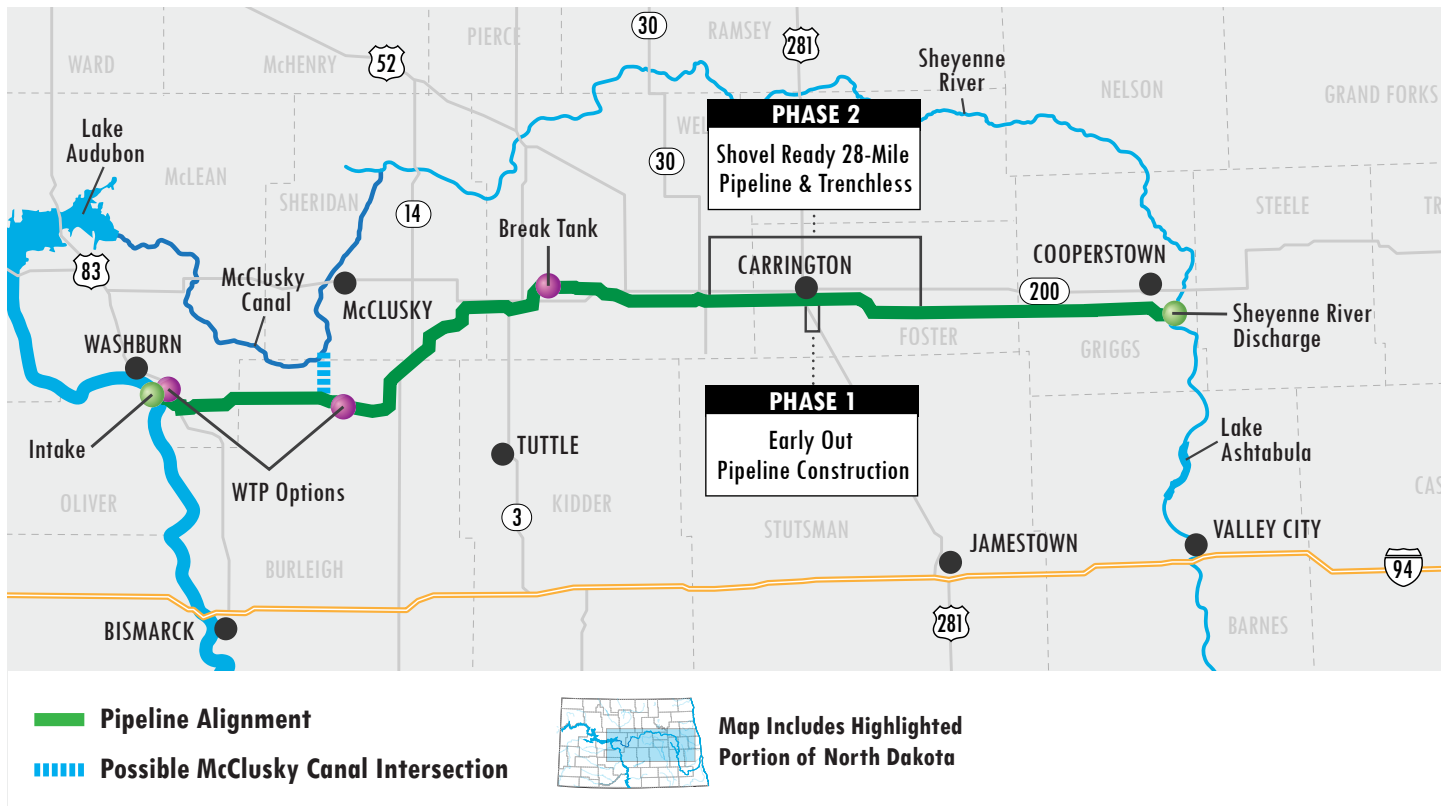 PIERCE
30
RAMSEY
281
WARD
McHENRY
52
Sheyenne
River
NELSON
GRAND FORKS
Lake
Audubon
PHASE 2
Shovel Ready 28-Mile
Pipeline & Trenchless
WEL
30
McLEAN
SHERIDAN
14
STEELE
TR
Break Tank
83
McClusky
Canal
McCLUSKY
CARRINGTON
COOPERSTOWN
200
Sheyenne River
Discharge
WASHBURN
FOSTER
GRIGGS
PHASE 1
Early Out
Pipeline Construction
Intake
WTP Options
TUTTLE
Lake
Ashtabula
OLIVER
KIDDER
3
STUTSMAN
CAS
VALLEY CITY
JAMESTOWN
BURLEIGH
94
BISMARCK
281
BARNES
Pipeline Alignment
Possible McClusky Canal Intersection
Map Includes Highlighted
Portion of North Dakota